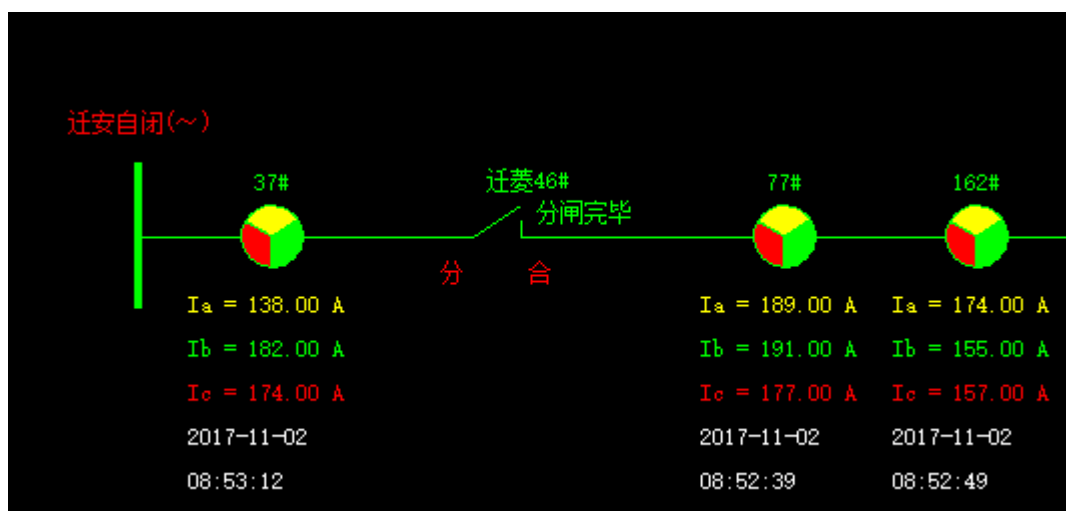 迁安自闭(～)
37#
迁菱46#
77#
162#
分闸完毕
分
合
Ia = 138.00 A
Ia = 189.00 A
Ia = 174.00 A
Ib = 182.00 A
Ib = 191.00 A
Ib = 155.00 A
Ic = 174.00 A
Ic = 177.00 A
Ic = 157.00 A
2017-11-02
2017-11-02
2017-11-02
08:53:12
08:52:39
08:52:49